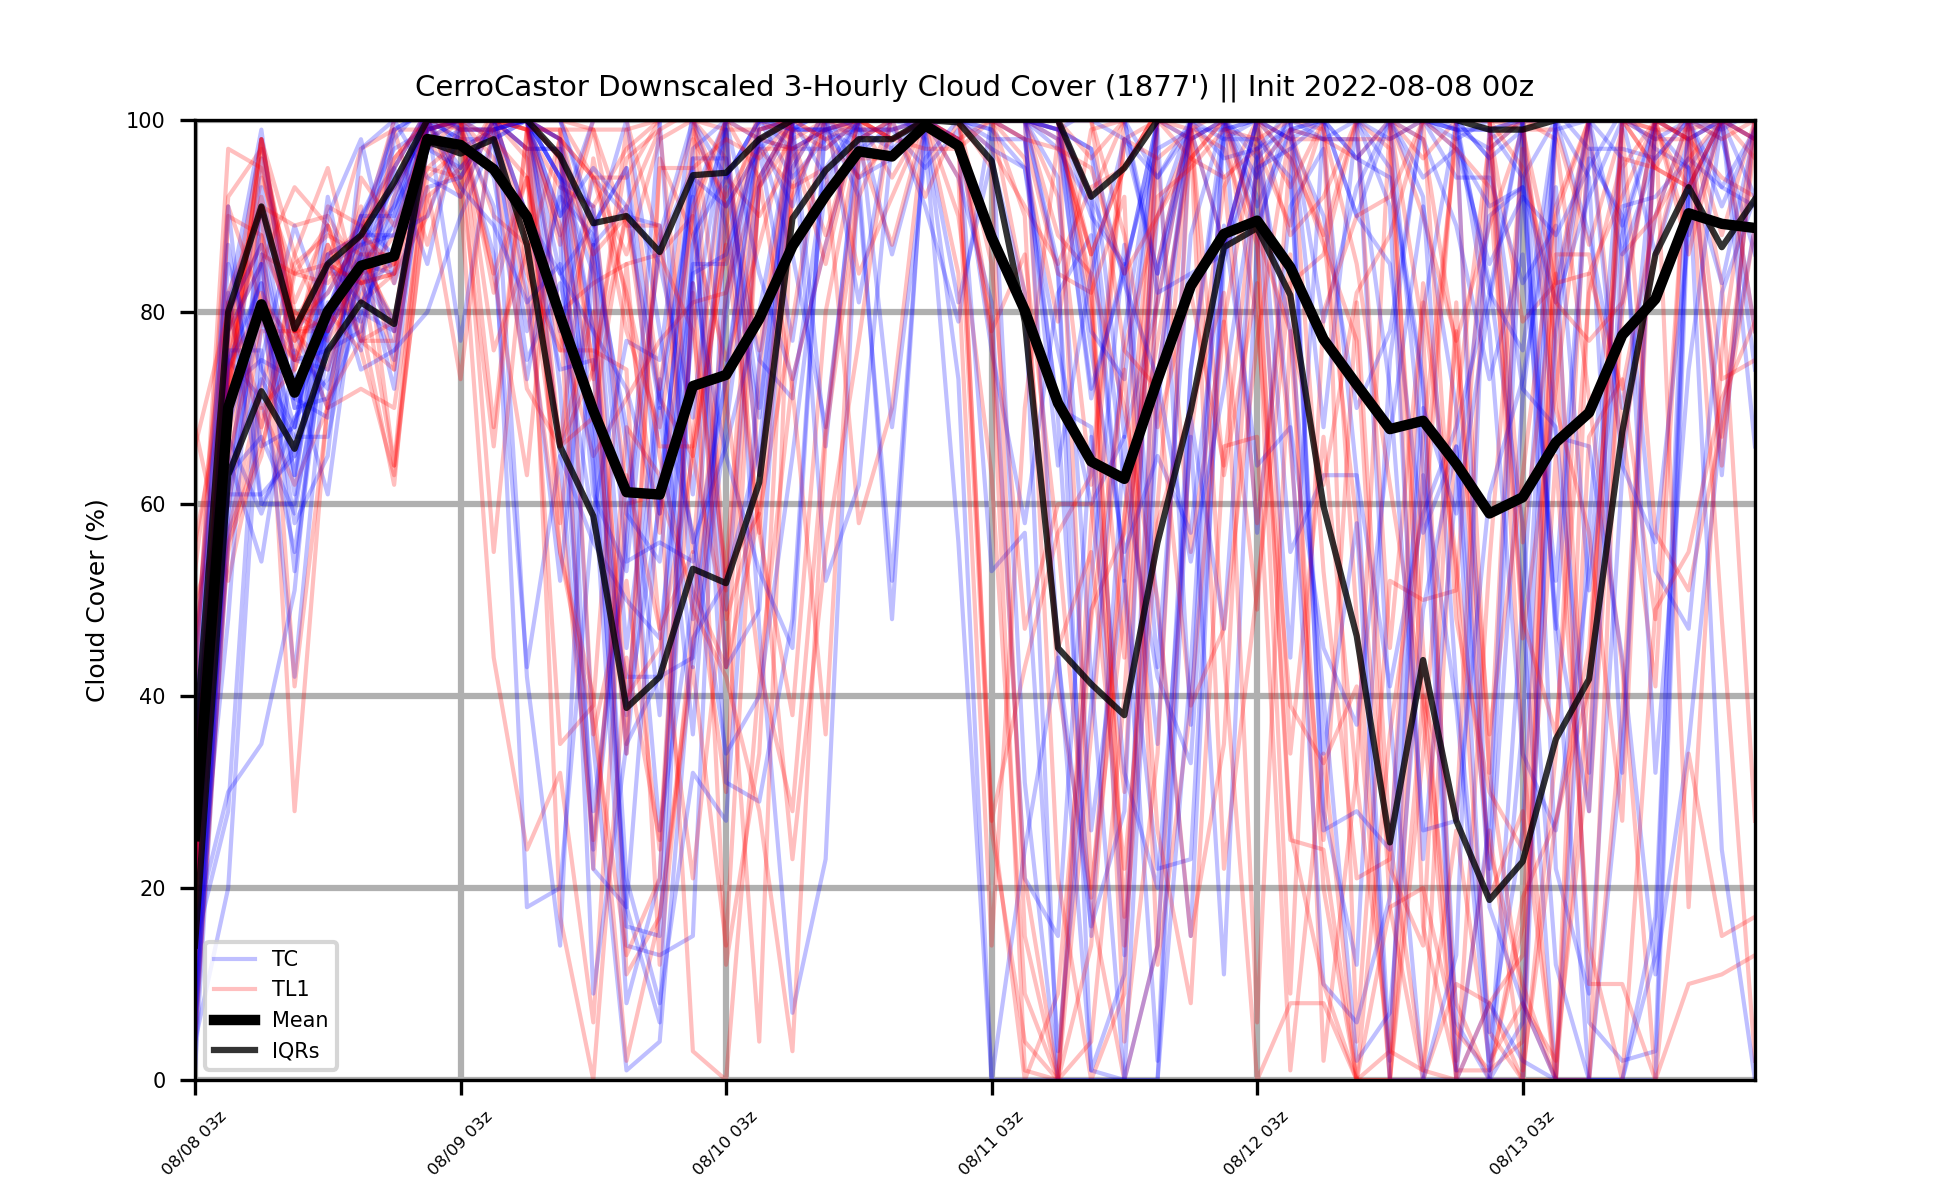 CerroCastor Downscaled 3-Hourly Cloud Cover (1877') || Init 2022-08-08 00z
100
80
60
40
20
0
Cloud Cover (%)
TC
TL1
Mean
IQRs
08/08 03z
08/09 03z
08/10 03z
08/11 03z
08/12 03z
08/13 03z